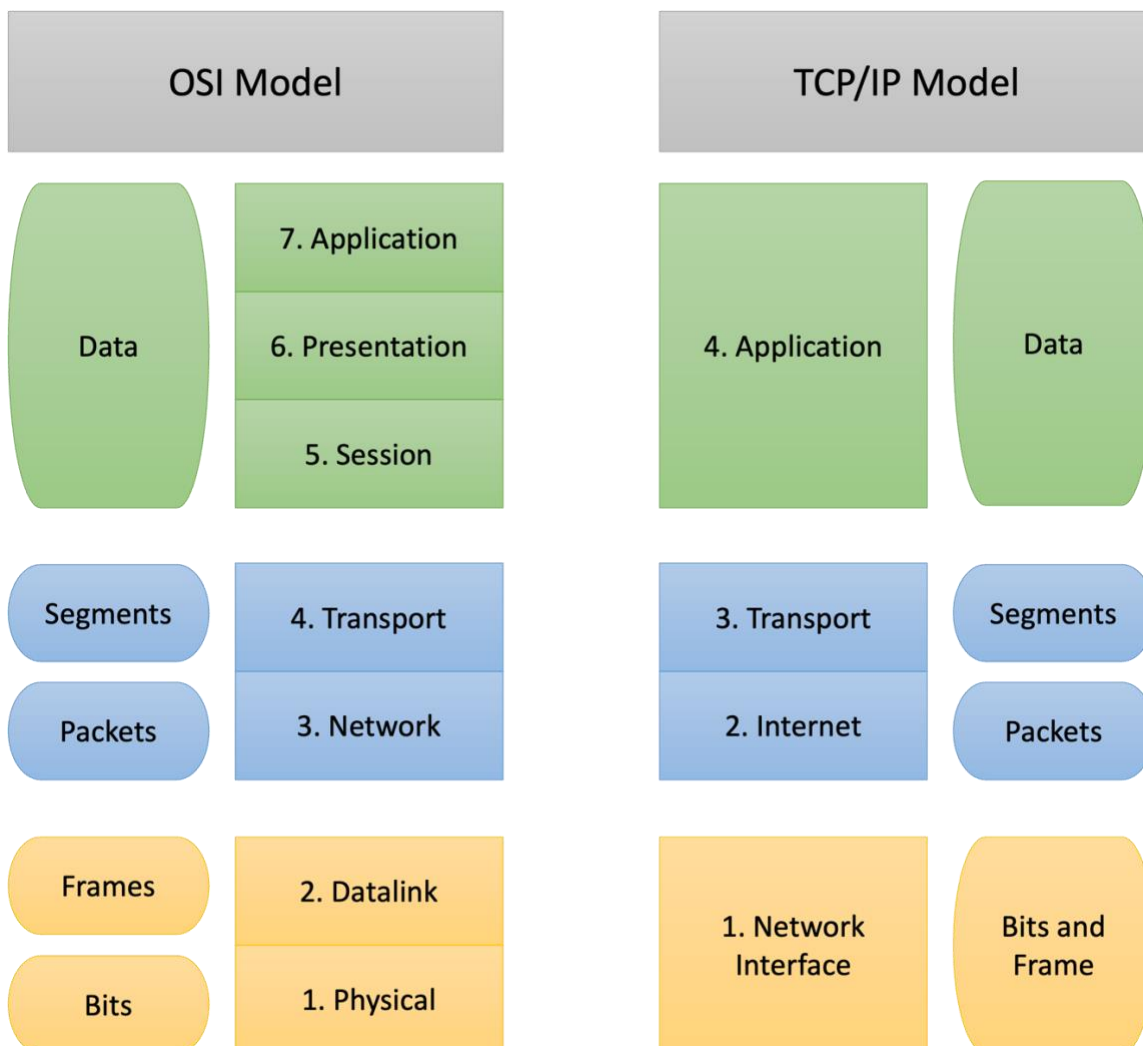 OSI Model
TCP/IP Model
Data
7. Application
6. Presentation
5. Session
4. Application
Data
Segments
4. Transport
3. Transport
Segments
Packets
3. Network
2. Internet
Packets
Frames
2. Datalink
Bits
1. Physical
1. Network
Interface
Bits and
Frame